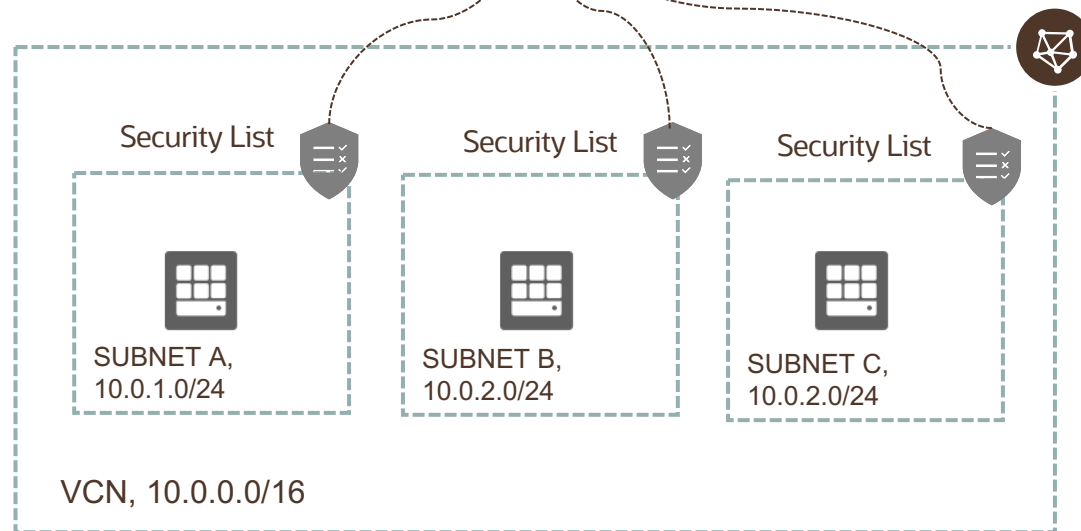 Security List
Security List
Security List
SUBNET A,
10.0.1.0/24
SUBNET B,
10.0.2.0/24
SUBNET C,
10.0.2.0/24
VCN, 10.0.0.0/16